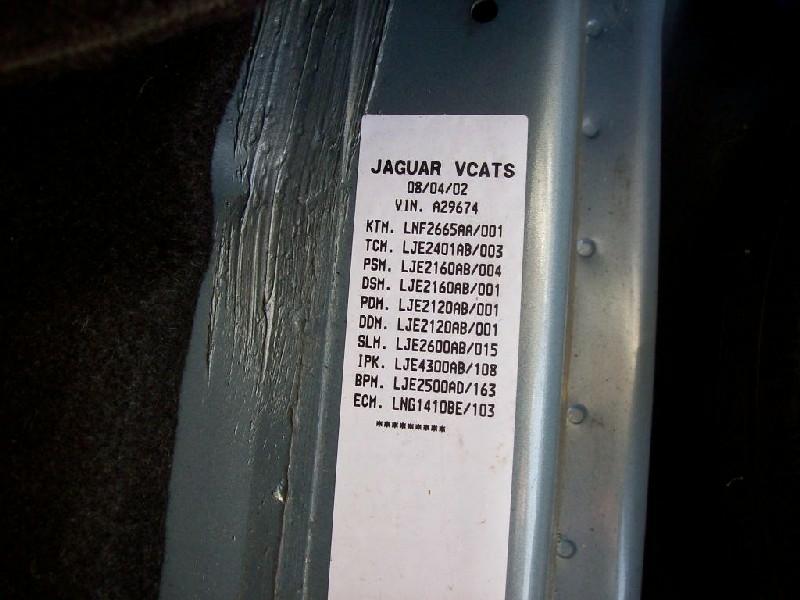 JAGUAR VCATS
08/04/02
VIN. A29674
KTM. LNF2665AA/001
TCM. LJE2401AB/003
PSM. LJE2160AB/004
DSM. LJE2160AB/001
PDM. LJE2120AB/001
DDM. LJE2120AB/001
SLM. LJE2600AB/015
IPK. LJE4300AB/108
BPM. LJE2500AD/163
ECM. LNG1410BE/103
*********